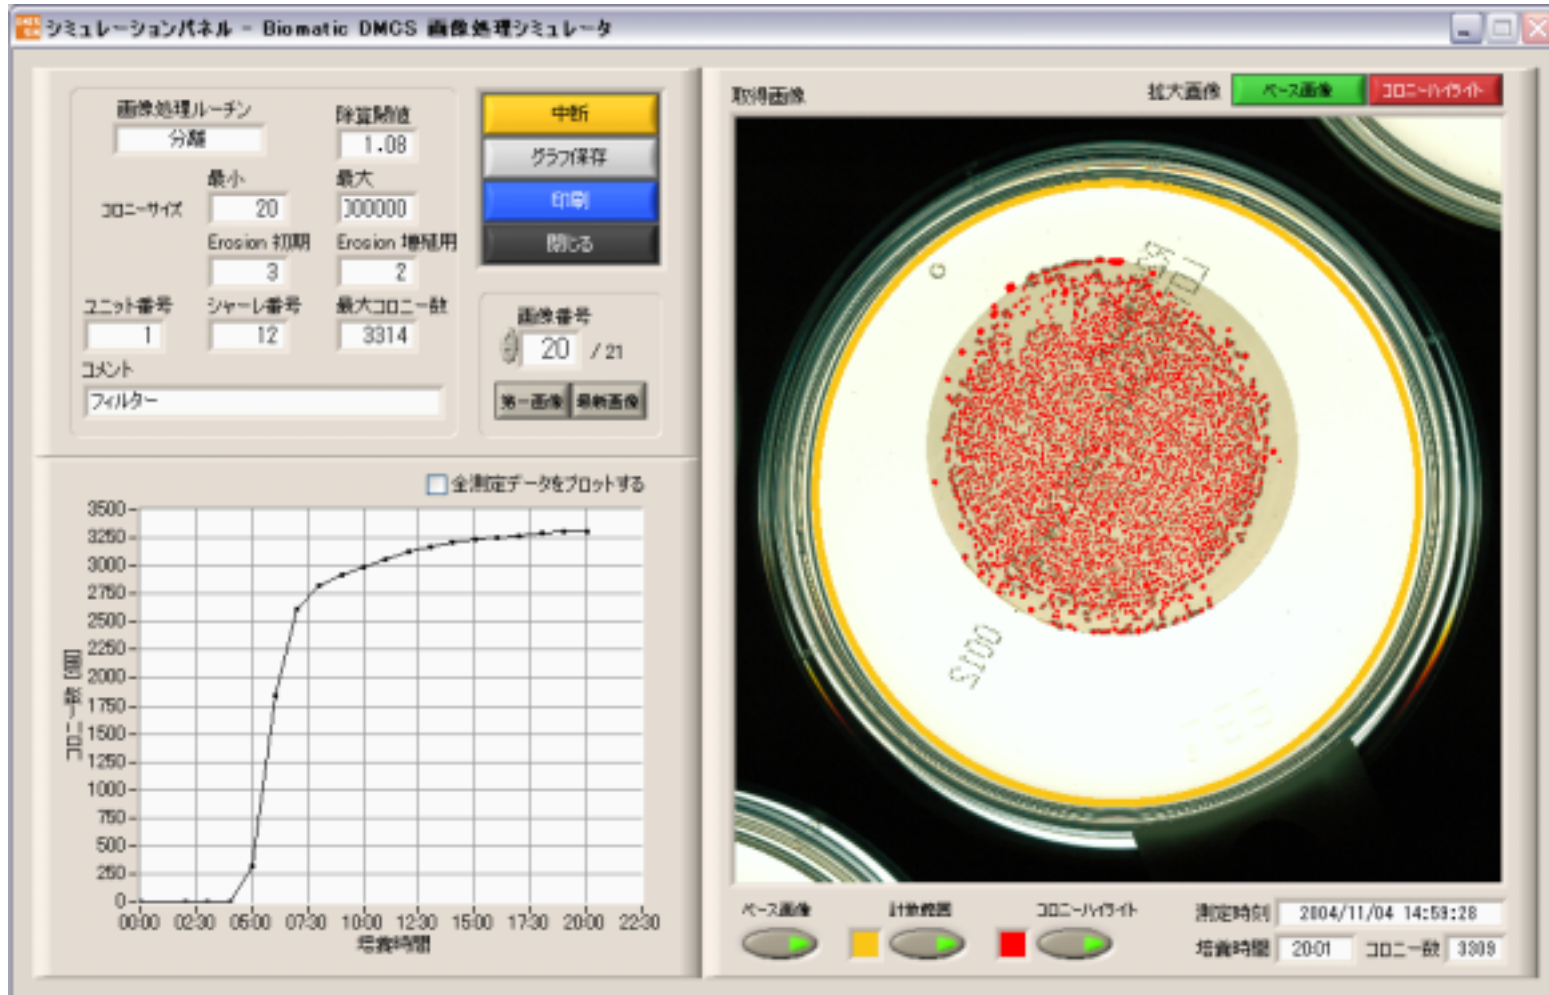 シミュレーションパネル - Biomatic DMCS 画像処理シミュレータ
画像処理ルーチン
分離
除算閾値
1.08
最小
最大
コロニーサイズ
20
000000
Erosion 初期
Erosion 増殖用
3
2
ユニット番号
シャーレ番号
最大コロニー数
1
12
3314
コメント
フィルター
中断
グラフ保存
印刷
閉じる
画像番号
20 / 21
第一画像
最新画像
全測定データをプロットする
3500
3250
3000
2750
2500
2250
2000
1750
1500
1250
1000
750
500
250
0
コロニー数 [個]
00:00 02:30 05:00 07:30 10:00 12:30 15:00 17:30 20:00 22:30
培養時間
取得画像
拡大画像
ベース画像
コロニーハイライト
0015
ベース画像
計数範囲
コロニーハイライト
測定時刻 2004/11/04 14:59:28
培養時間 20:01 コロニー数 3309